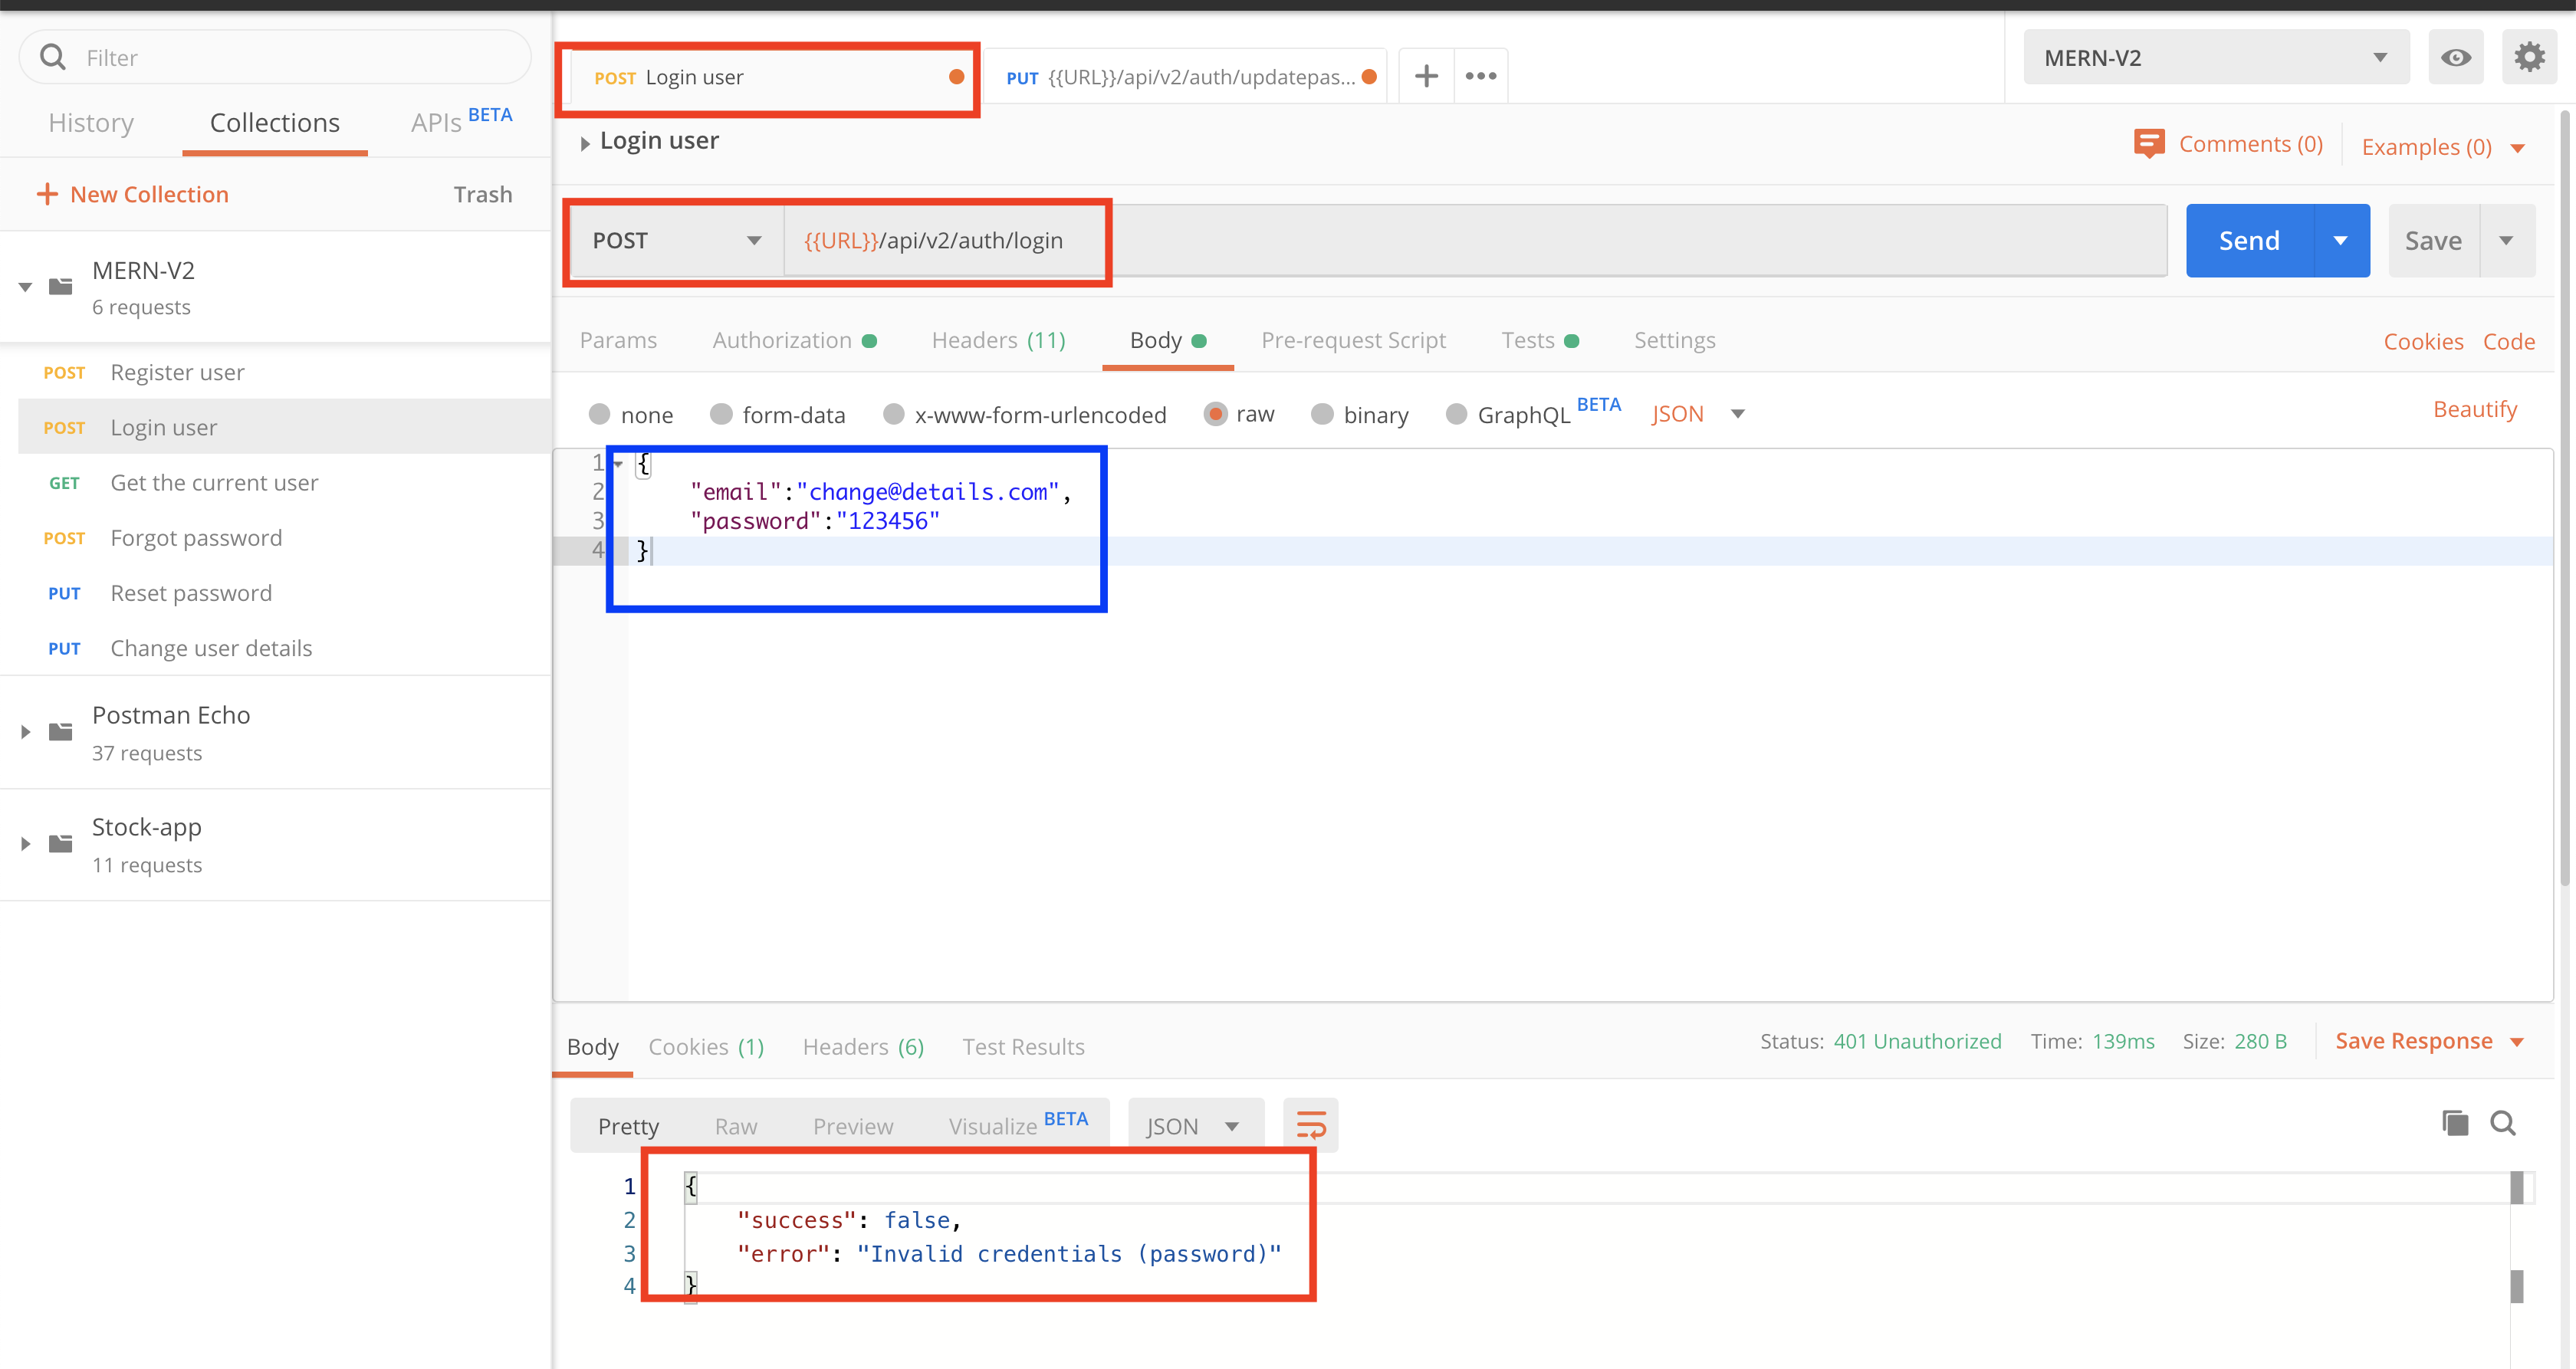 Filter
History Collections APIs BETA
+ New Collection Trash
MERN-V2
6 requests
POST Register user
POST Login user
GET Get the current user
POST Forgot password
PUT Reset password
PUT Change user details
Postman Echo
37 requests
Stock-app
11 requests
POST Login user PUT {{URL}}/api/v2/auth/updatepas... + ••• MERN-V2
Login user Comments (0) Examples (0)
POST {{URL}}/api/v2/auth/login Send Save
Params Authorization Headers (11) Body Pre-request Script Tests Settings Cookies Code
none form-data x-www-form-urlencoded raw binary GraphQL BETA JSON Beautify
1 {
2 "email":"change@details.com",
3 "password":"123456"
4 }
Body Cookies (1) Headers (6) Test Results Status: 401 Unauthorized Time: 139ms Size: 280 B Save Response
Pretty Raw Preview Visualize BETA JSON
1 {
2 "success": false,
3 "error": "Invalid credentials (password)"
4 }